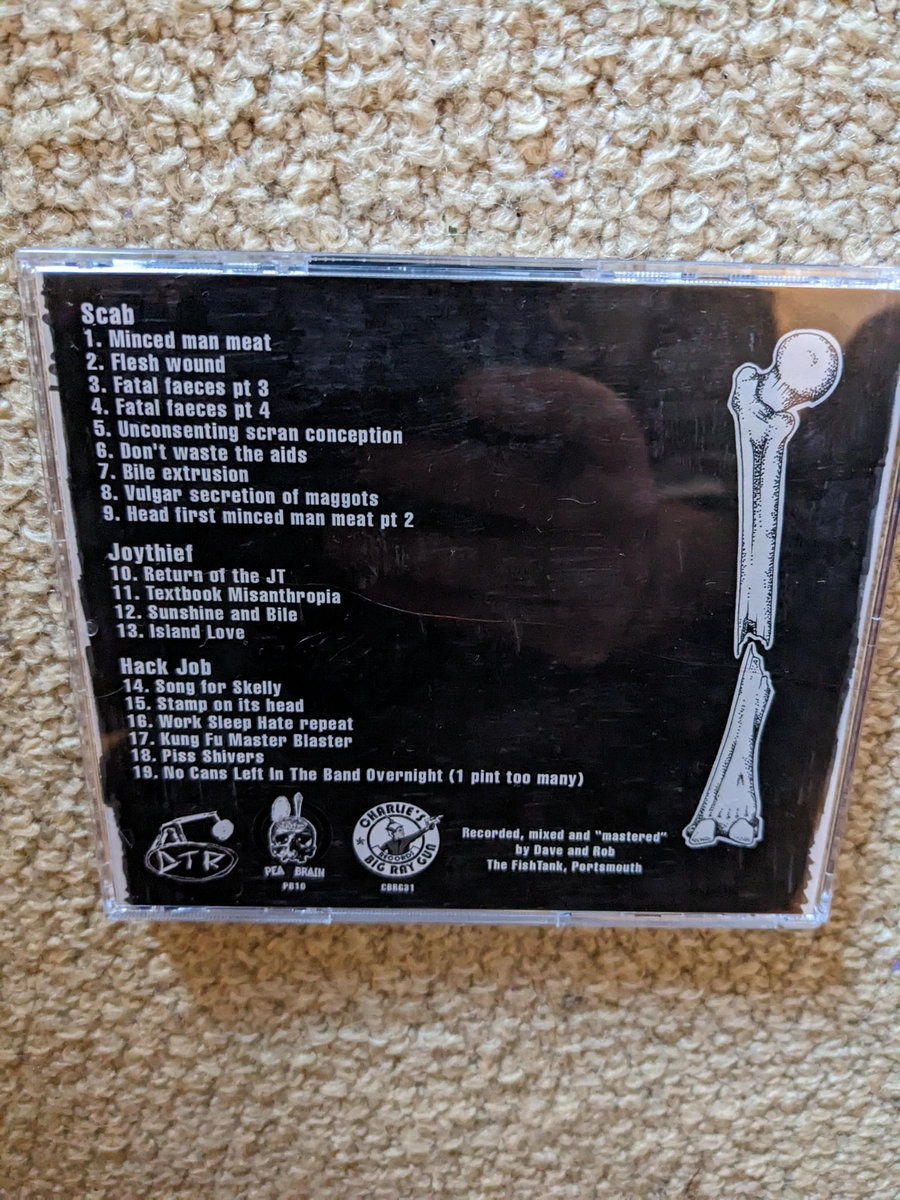 Scab
1. Minced man meat
2. Flesh wound
3. Fatal faeces pt 3
4. Fatal faeces pt 4
5. Unconsenting scran conception
6. Don't waste the aids
7. Bile extrusion
8. Vulgar secretion of maggots
9. Head first minced man meat pt 2
Joythief
10. Return of the JT
11. Textbook Misanthropia
12. Sunshine and Bile
13. Island Love
Hack Job
14. Song for Skelly
15. Stamp on its head
16. Work Sleep Hate repeat
17. Kung Fu Master Blaster
18. Piss Shivers
19. No Cans Left In The Band Overnight (1 pint too many)
DTR
PEA BRAIN
PB10
CHARLIE'S
RECORDS
BIG RAY GUN
CBRG31
Recorded, mixed and "mastered"
by Dave and Rob
The FishTank, Portsmouth